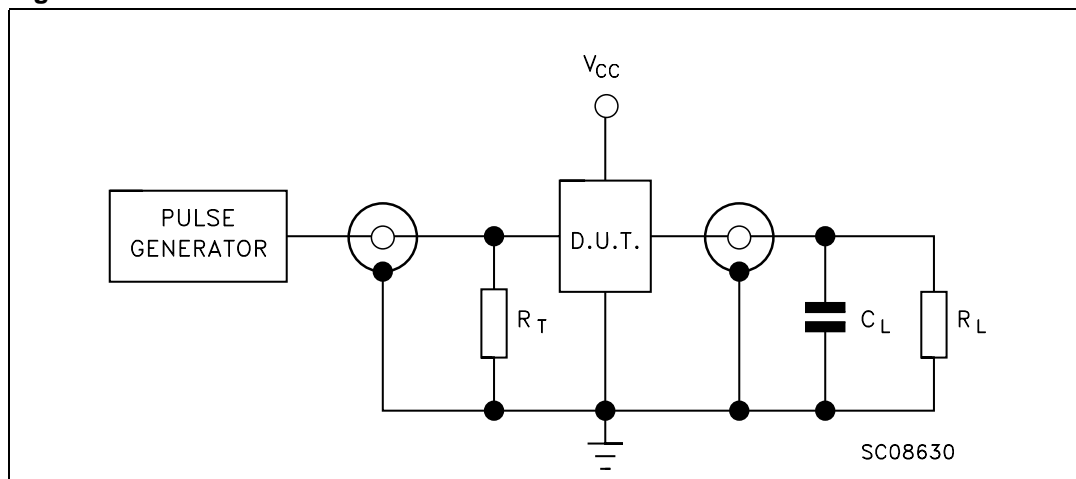 VCC
PULSE
GENERATOR
D.U.T.
RT
CL
RL
SC08630